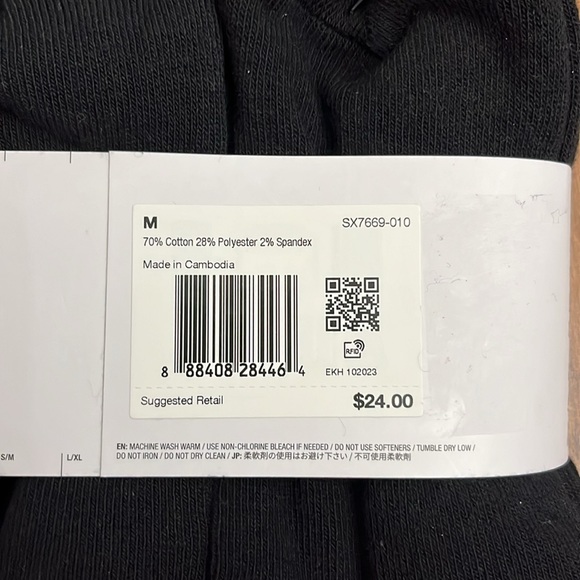 M
SX7669-010
70% Cotton 28% Polyester 2% Spandex
Made in Cambodia
RFID
8 88408 28446 4
EKH 102023
Suggested Retail
$24.00
EN: MACHINE WASH WARM / USE NON-CHLORINE BLEACH IF NEEDED / DO NOT USE SOFTENERS / TUMBLE DRY LOW /
DO NOT IRON / DO NOT DRY CLEAN / JP: 柔軟剤の使用はお避け下さい / 不可使用柔軟剤
S/M
L/XL